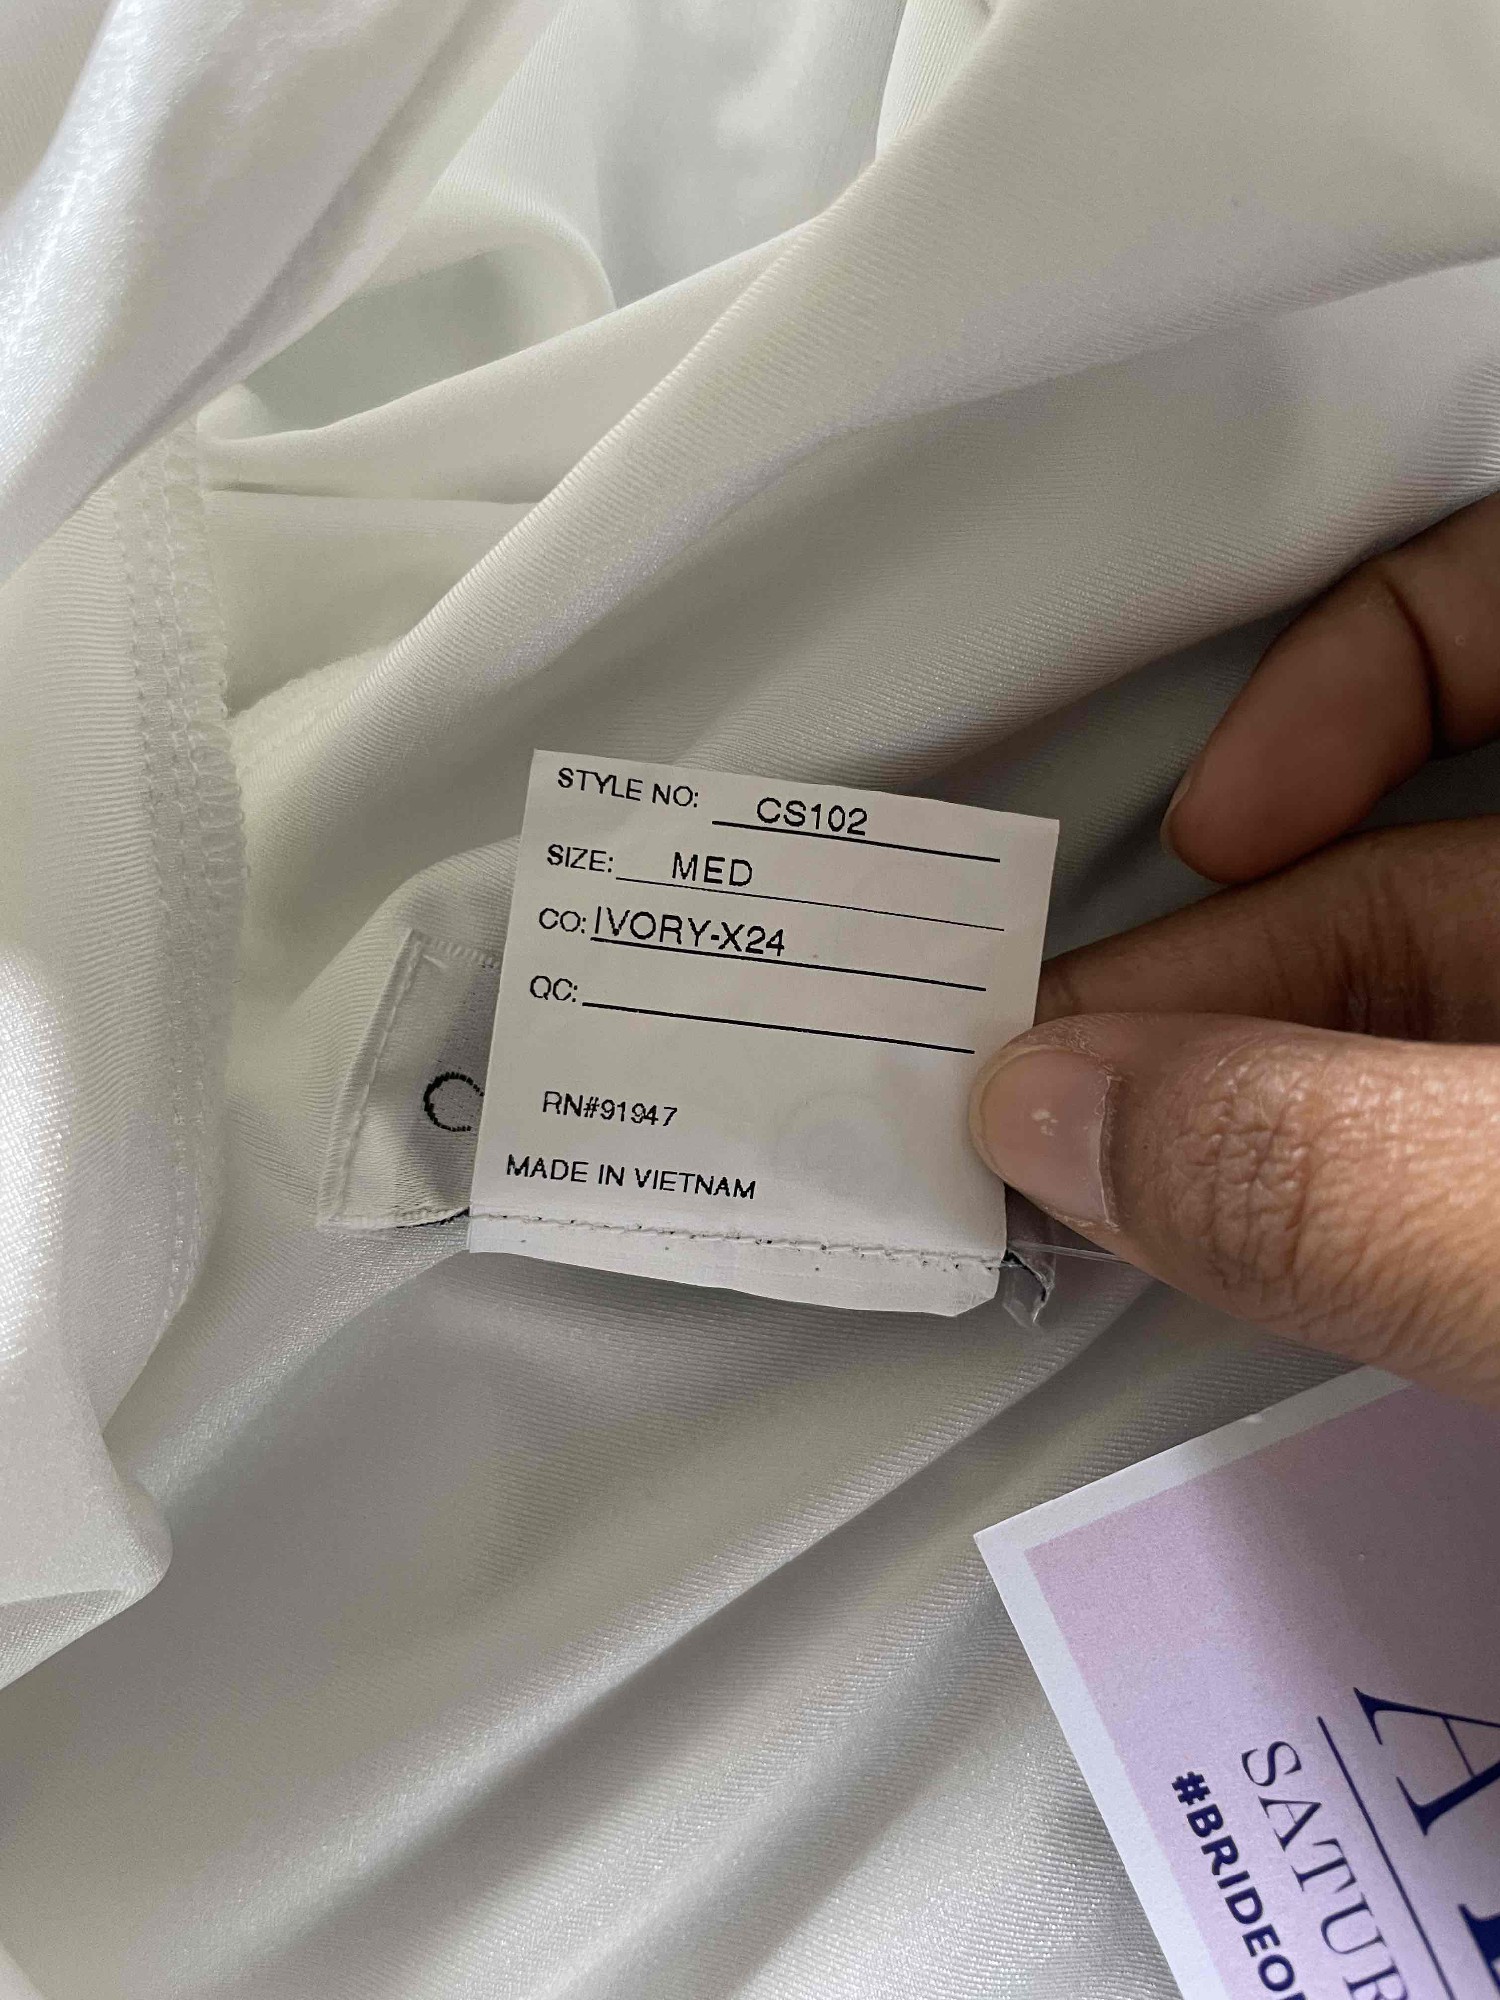 STYLE NO: CS102
SIZE: MED
CO: IVORY-X24
QC:
RN#91947
MADE IN VIETNAM
C
A
SATUR
#BRIDEO